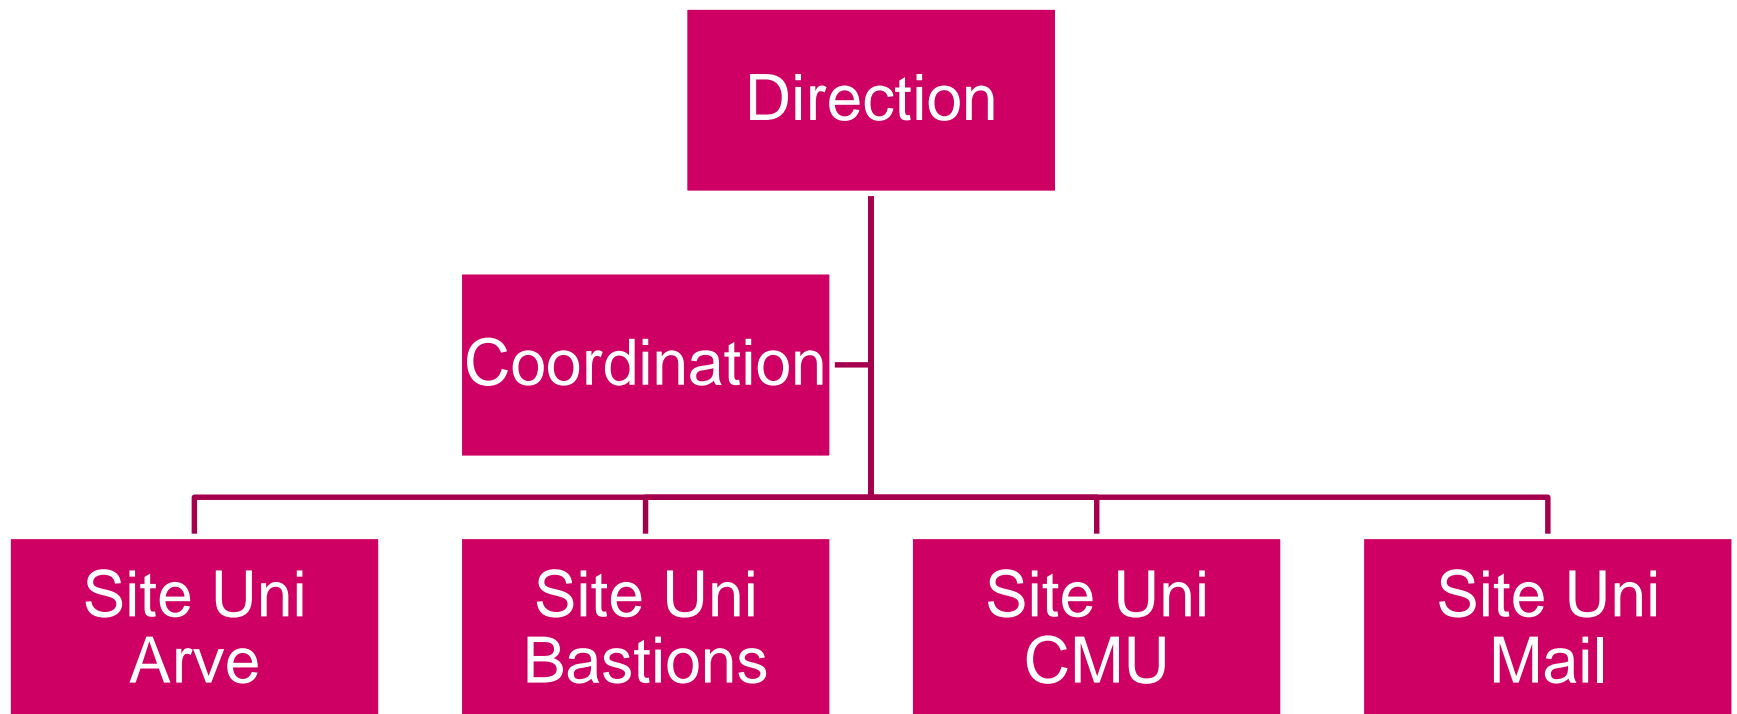 Direction
Coordination
Site Uni
Arve
Site Uni
Bastions
Site Uni
CMU
Site Uni
Mail